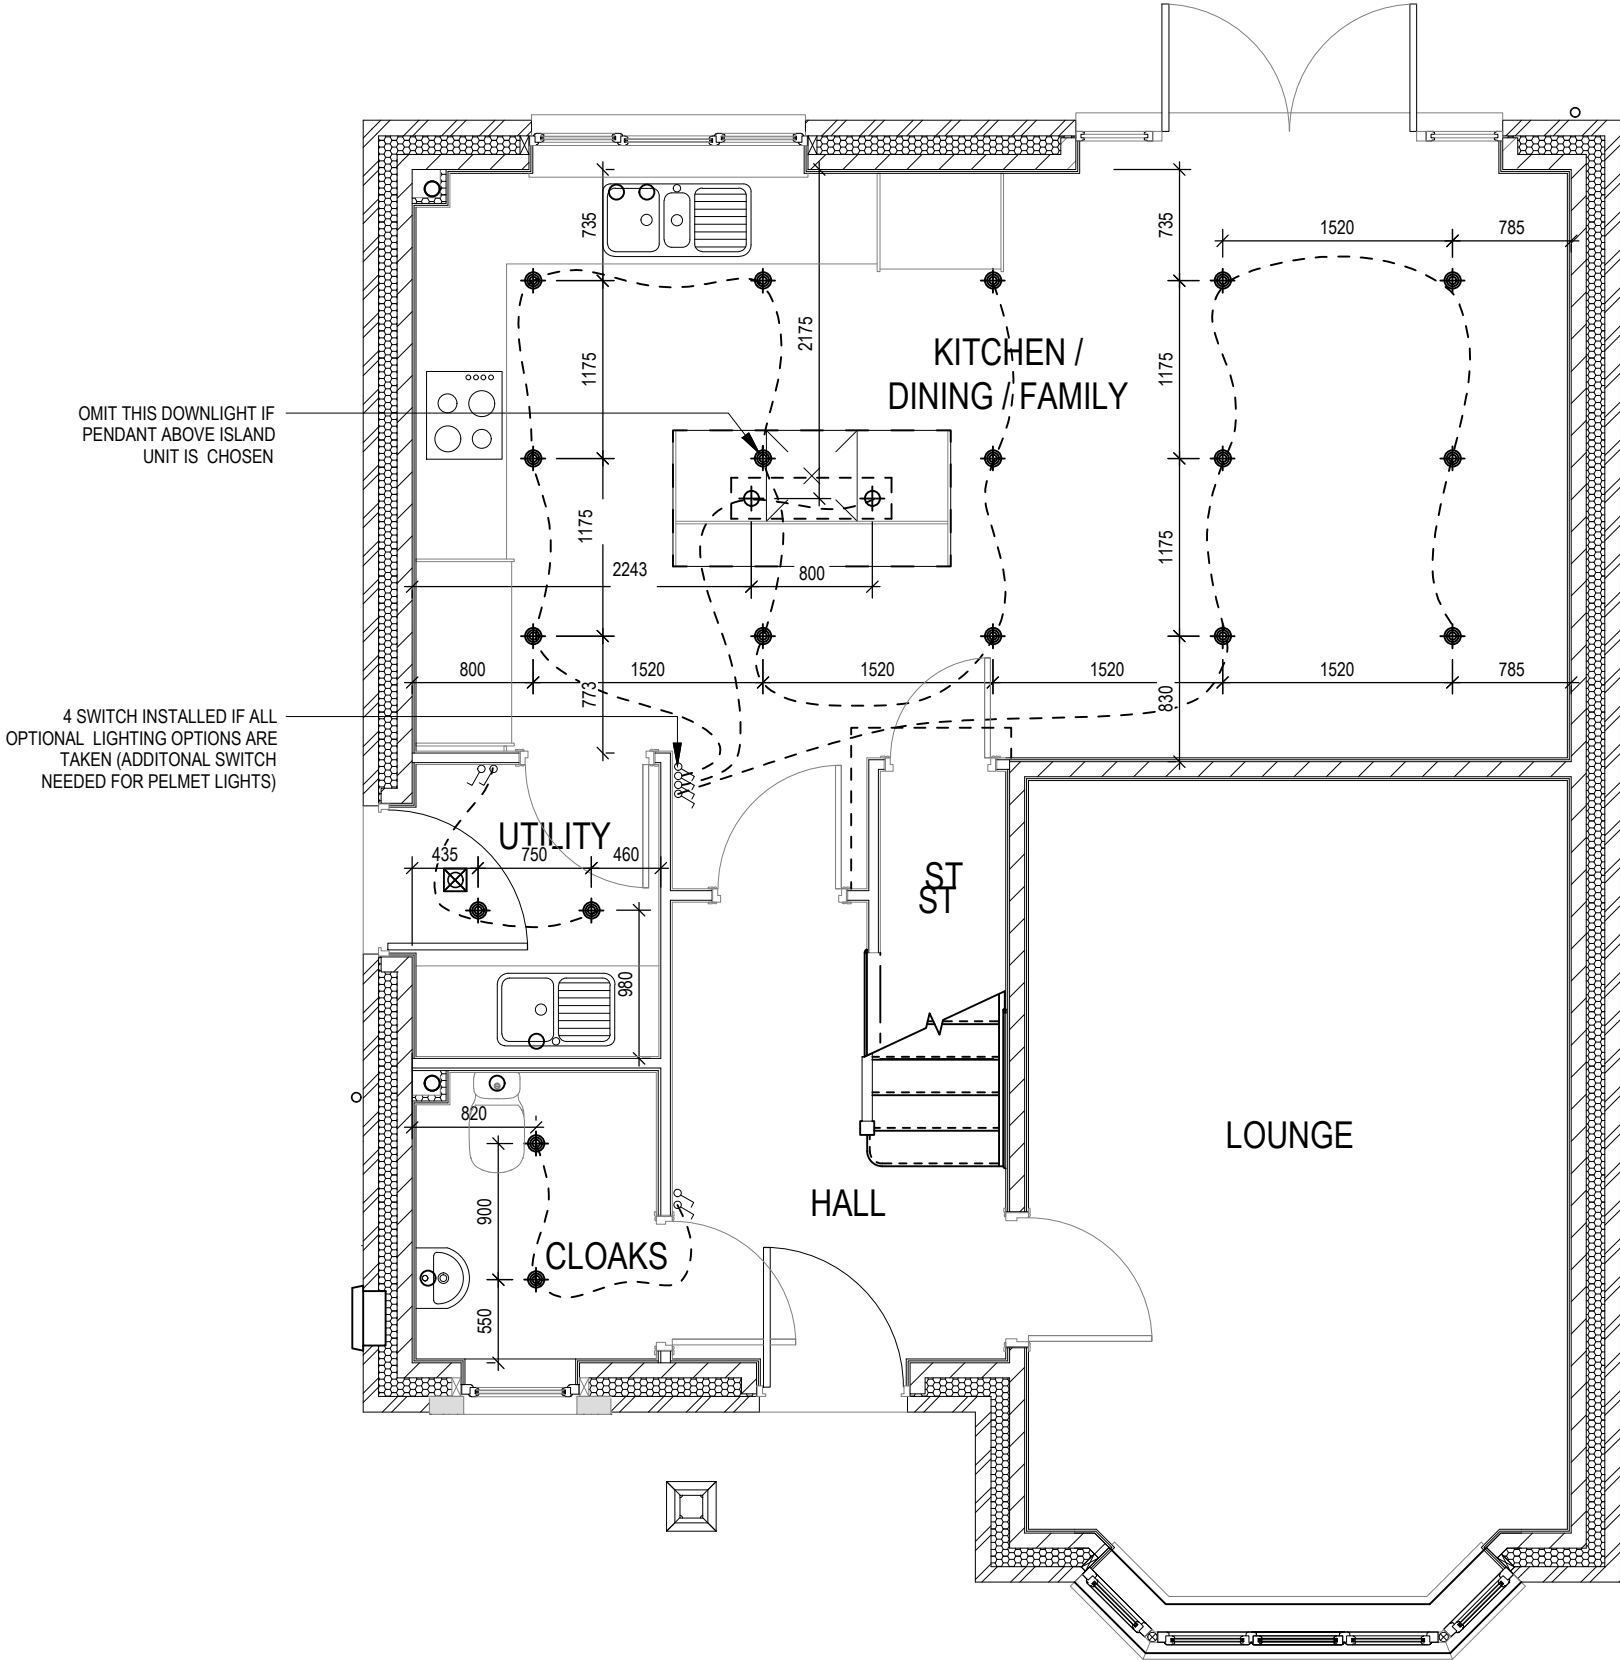 735
735
1520
785
2175
KITCHEN /
DINING / FAMILY
1175
1175
OMIT THIS DOWNLIGHT IF
PENDANT ABOVE ISLAND
UNIT IS CHOSEN
1175
1175
2243
800
800
1520
1520
1520
1520
785
773
830
4 SWITCH INSTALLED IF ALL
OPTIONAL LIGHTING OPTIONS ARE
TAKEN (ADDITONAL SWITCH
NEEDED FOR PELMET LIGHTS)
UTILITY
435
750
460
ST
ST
980
820
LOUNGE
900
HALL
CLOAKS
550